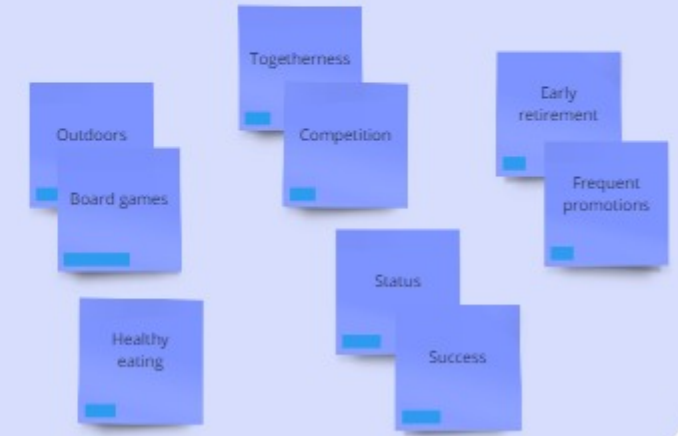 Togetherness
Competition
Early
retirement
Outdoors
Board games
Frequent
promotions
Status
Success
Healthy
eating